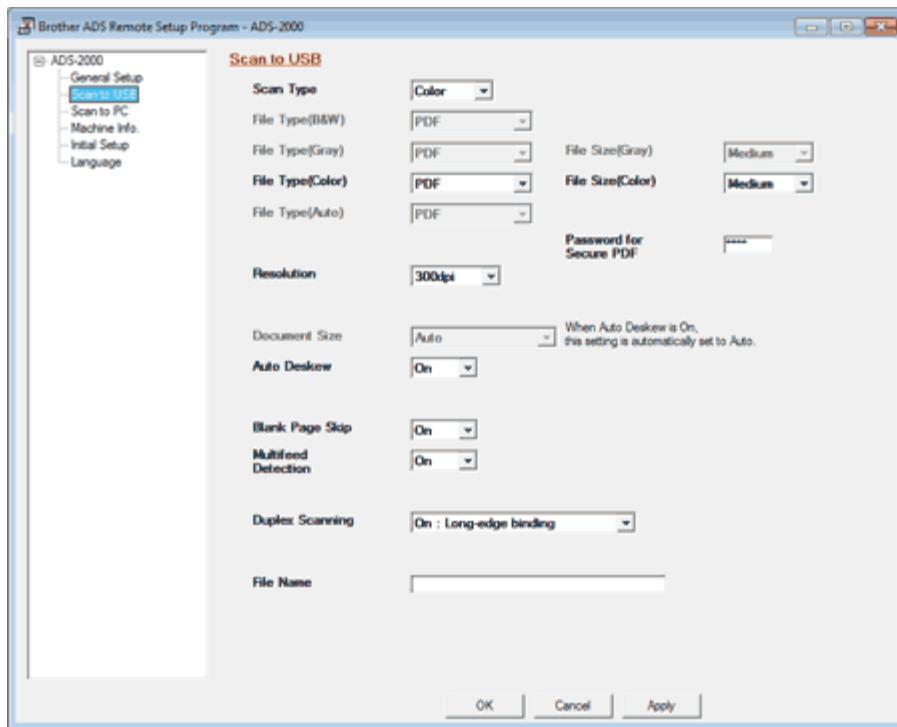 Brother ADS Remote Setup Program - ADS-2000
ADS-2000
General Setup
Scan to USB
Scan to PC
Machine Info.
Initial Setup
Language
Scan to USB
Scan Type Color
File Type(B&W) PDF
File Type(Gray) PDF File Size(Gray) Medium
File Type(Color) PDF File Size(Color) Medium
File Type(Auto) PDF
Password for
Secure PDF ****
Resolution 300dpi
Document Size Auto When Auto Deskew is On,
this setting is automatically set to Auto.
Auto Deskew On
Blank Page Skip On
Multifeed
Detection On
Duplex Scanning On : Long-edge binding
File Name
OK Cancel Apply